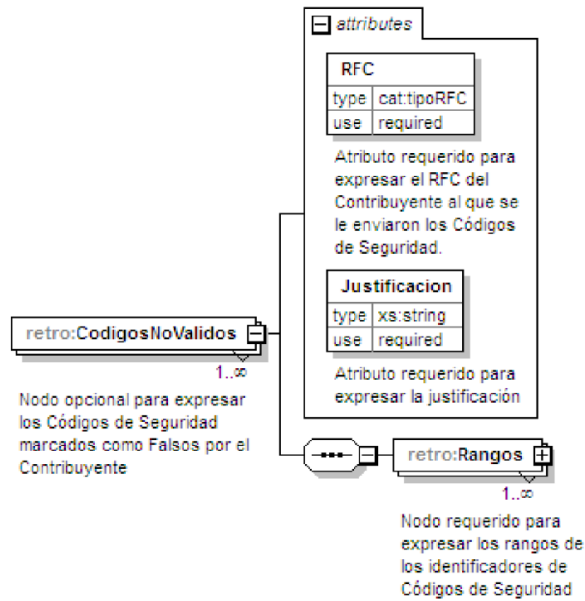 attributes
RFC
type cat:tipoRFC
use required
Atributo requerido para
expresar el RFC del
Contribuyente al que se
le enviaron los Códigos
de Seguridad.
Justificacion
type xs:string
use required
Atributo requerido para
expresar la justificación
retro:CodigosNoValidos
1..∞
Nodo opcional para expresar
los Códigos de Seguridad
marcados como Falsos por el
Contribuyente
retro:Rangos
1..∞
Nodo requerido para
expresar los rangos de
los identificadores de
Códigos de Seguridad